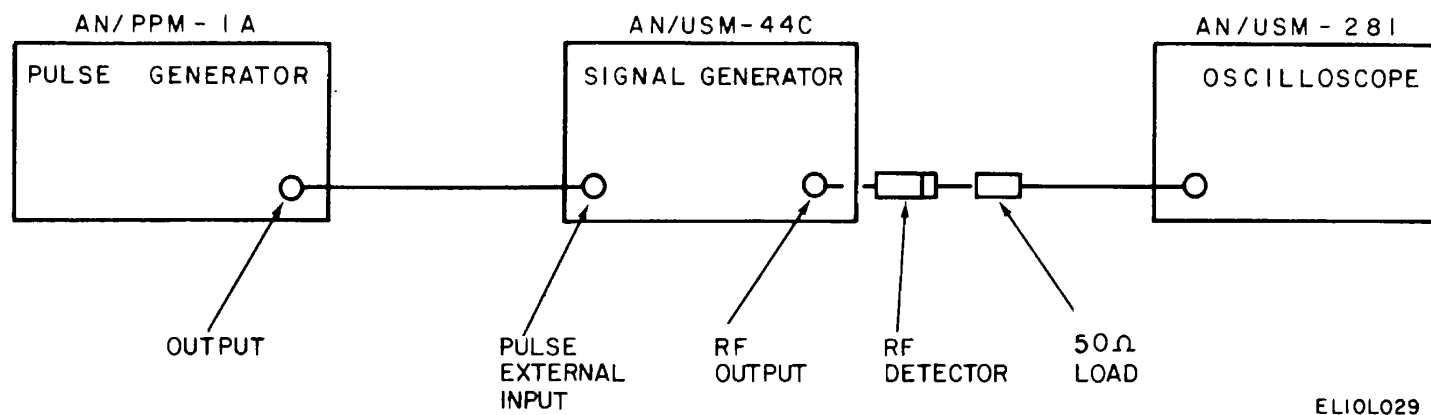 AN/PPM-1A
AN/USM-44C
AN/USM-281
PULSE GENERATOR
SIGNAL GENERATOR
OSCILLOSCOPE
OUTPUT
PULSE
EXTERNAL
INPUT
RF
OUTPUT
RF
DETECTOR
50Ω
LOAD
EL10L029